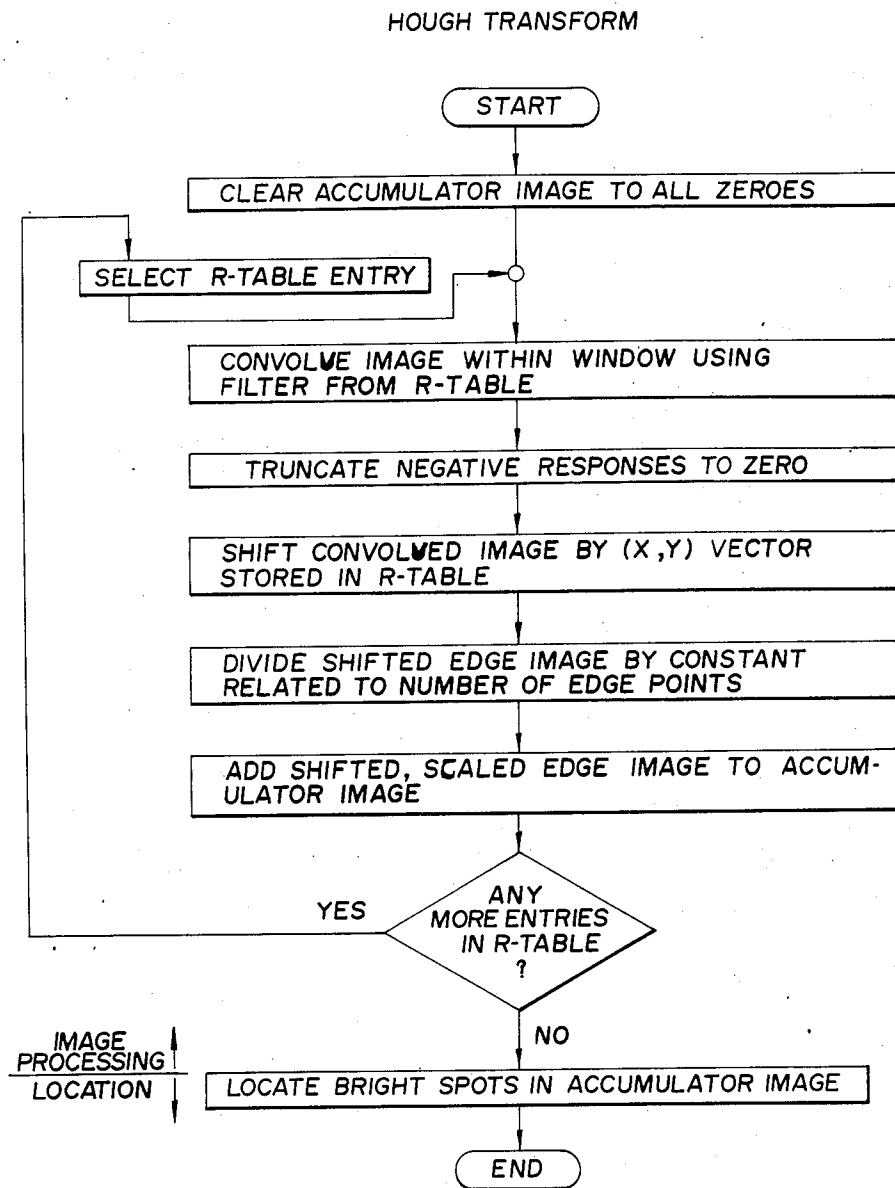 HOUGH TRANSFORM
START
CLEAR ACCUMULATOR IMAGE TO ALL ZEROES
SELECT R-TABLE ENTRY
CONVOLVE IMAGE WITHIN WINDOW USING
FILTER FROM R-TABLE
TRUNCATE NEGATIVE RESPONSES TO ZERO
SHIFT CONVOLVED IMAGE BY (X,Y) VECTOR
STORED IN R-TABLE
DIVIDE SHIFTED EDGE IMAGE BY CONSTANT
RELATED TO NUMBER OF EDGE POINTS
ADD SHIFTED, SCALED EDGE IMAGE TO ACCUM-
ULATOR IMAGE
YES
ANY
MORE ENTRIES
IN R-TABLE
?
NO
IMAGE
PROCESSING
LOCATION
LOCATE BRIGHT SPOTS IN ACCUMULATOR IMAGE
END